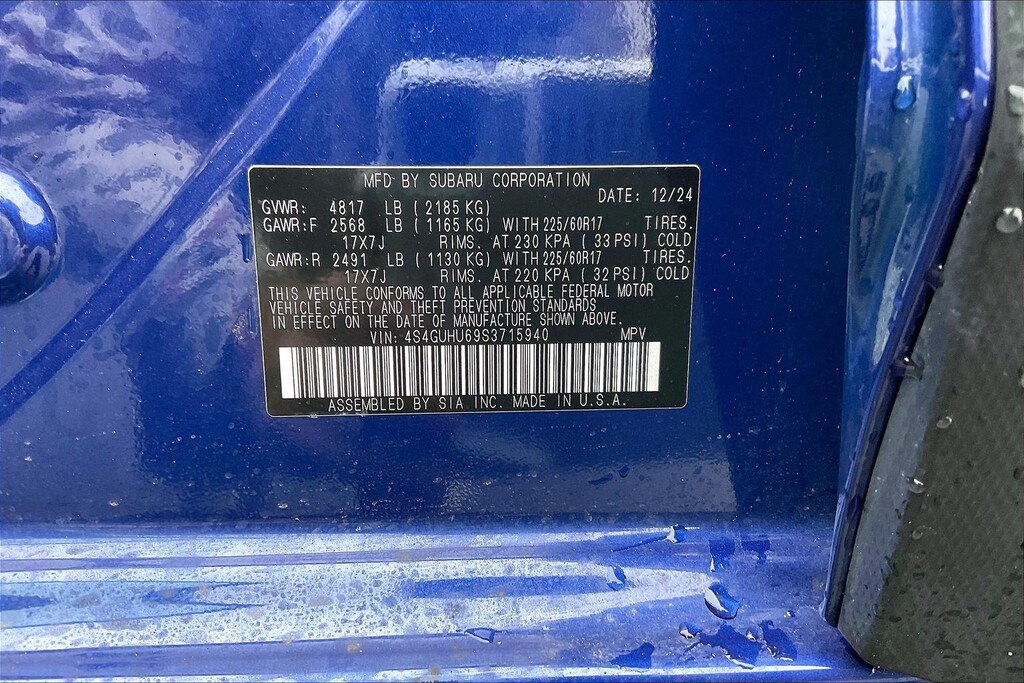 MFD BY SUBARU CORPORATION
DATE: 12/24
GVWR: 4817 LB (2185 KG)
GAWR:F 2568 LB (1165 KG) WITH 225/60R17 TIRES.
17X7J RIMS. AT 230 KPA (33 PSI) COLD
GAWR:R 2491 LB (1130 KG) WITH 225/60R17 TIRES.
17X7J RIMS. AT 220 KPA (32 PSI) COLD
THIS VEHICLE CONFORMS TO ALL APPLICABLE FEDERAL MOTOR
VEHICLE SAFETY AND THEFT PREVENTION STANDARDS
IN EFFECT ON THE DATE OF MANUFACTURE SHOWN ABOVE.
VIN: 4S4GUHU69S3715940 MPV
ASSEMBLED BY SIA INC. MADE IN U.S.A.